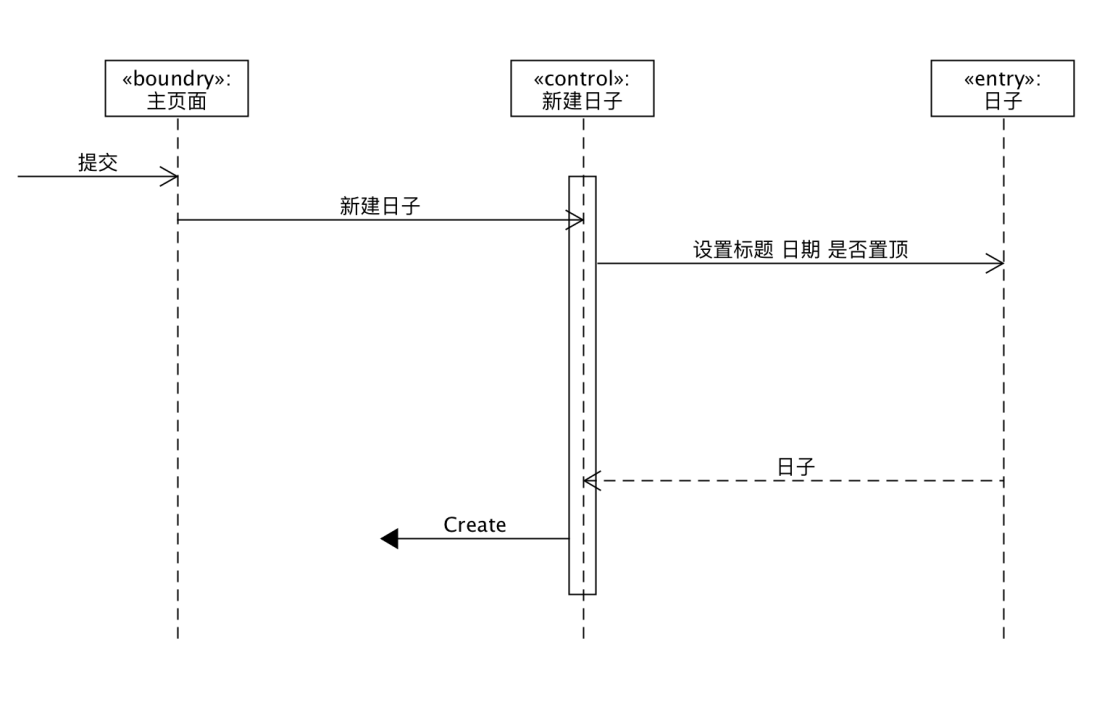 «boundry»:
主页面
«control»:
新建日子
«entry»:
日子
提交
新建日子
设置标题 日期 是否置顶
日子
Create